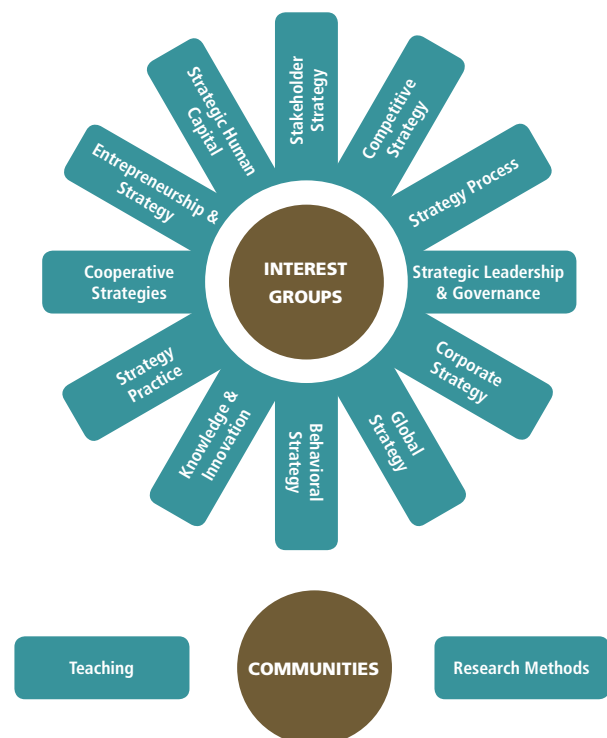 Stakeholder
Strategy
Competitive
Strategy
Strategy Process
Strategic Leadership
& Governance
Corporate
Strategy
Global
Strategy
Behavioral
Strategy
Knowledge &
Innovation
Strategy
Practice
Cooperative
Strategies
Entrepreneurship &
Strategy
Strategic Human
Capital
INTEREST
GROUPS
Teaching
COMMUNITIES
Research Methods